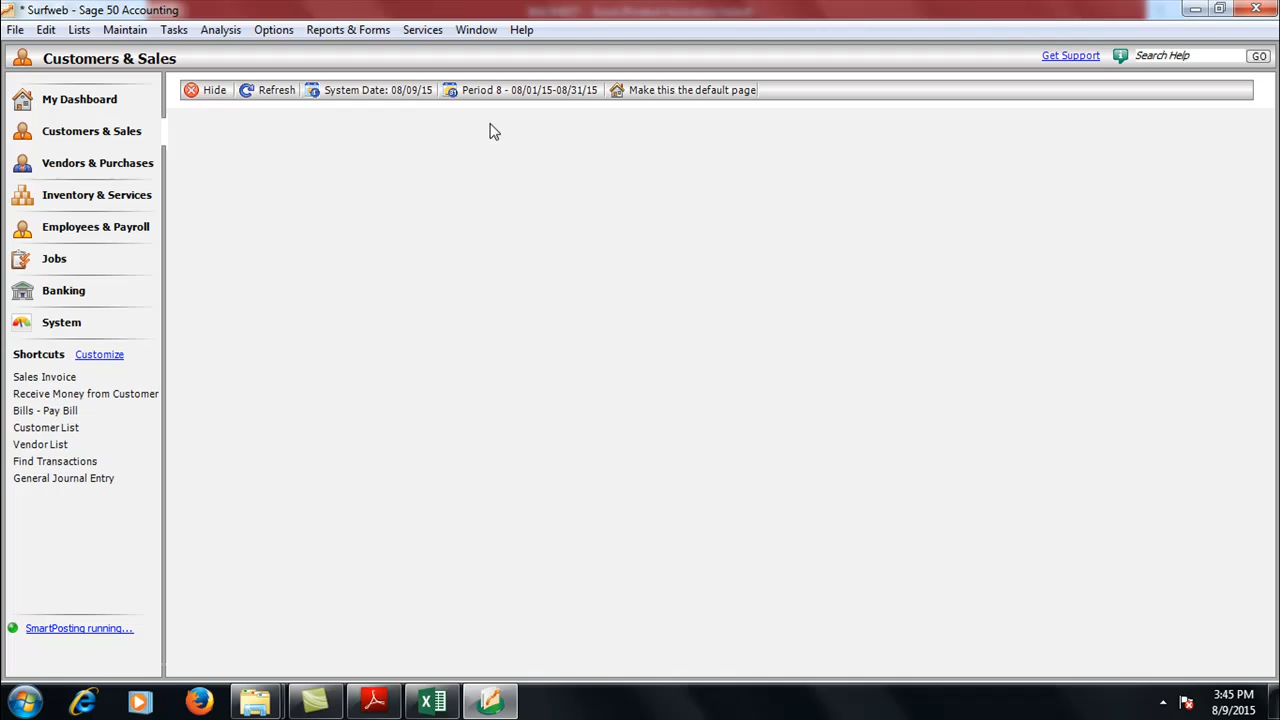 * Surfweb - Sage 50 Accounting
File Edit Lists Maintain Tasks Analysis Options Reports & Forms Services Window Help
Customers & Sales
Get Support Search Help GO
Hide Refresh System Date: 08/09/15 Period 8 - 08/01/15-08/31/15 Make this the default page
My Dashboard
Customers & Sales
Vendors & Purchases
Inventory & Services
Employees & Payroll
Jobs
Banking
System
Shortcuts Customize
Sales Invoice
Receive Money from Customer
Bills - Pay Bill
Customer List
Vendor List
Find Transactions
General Journal Entry
SmartPosting running...
3:45 PM
8/9/2015